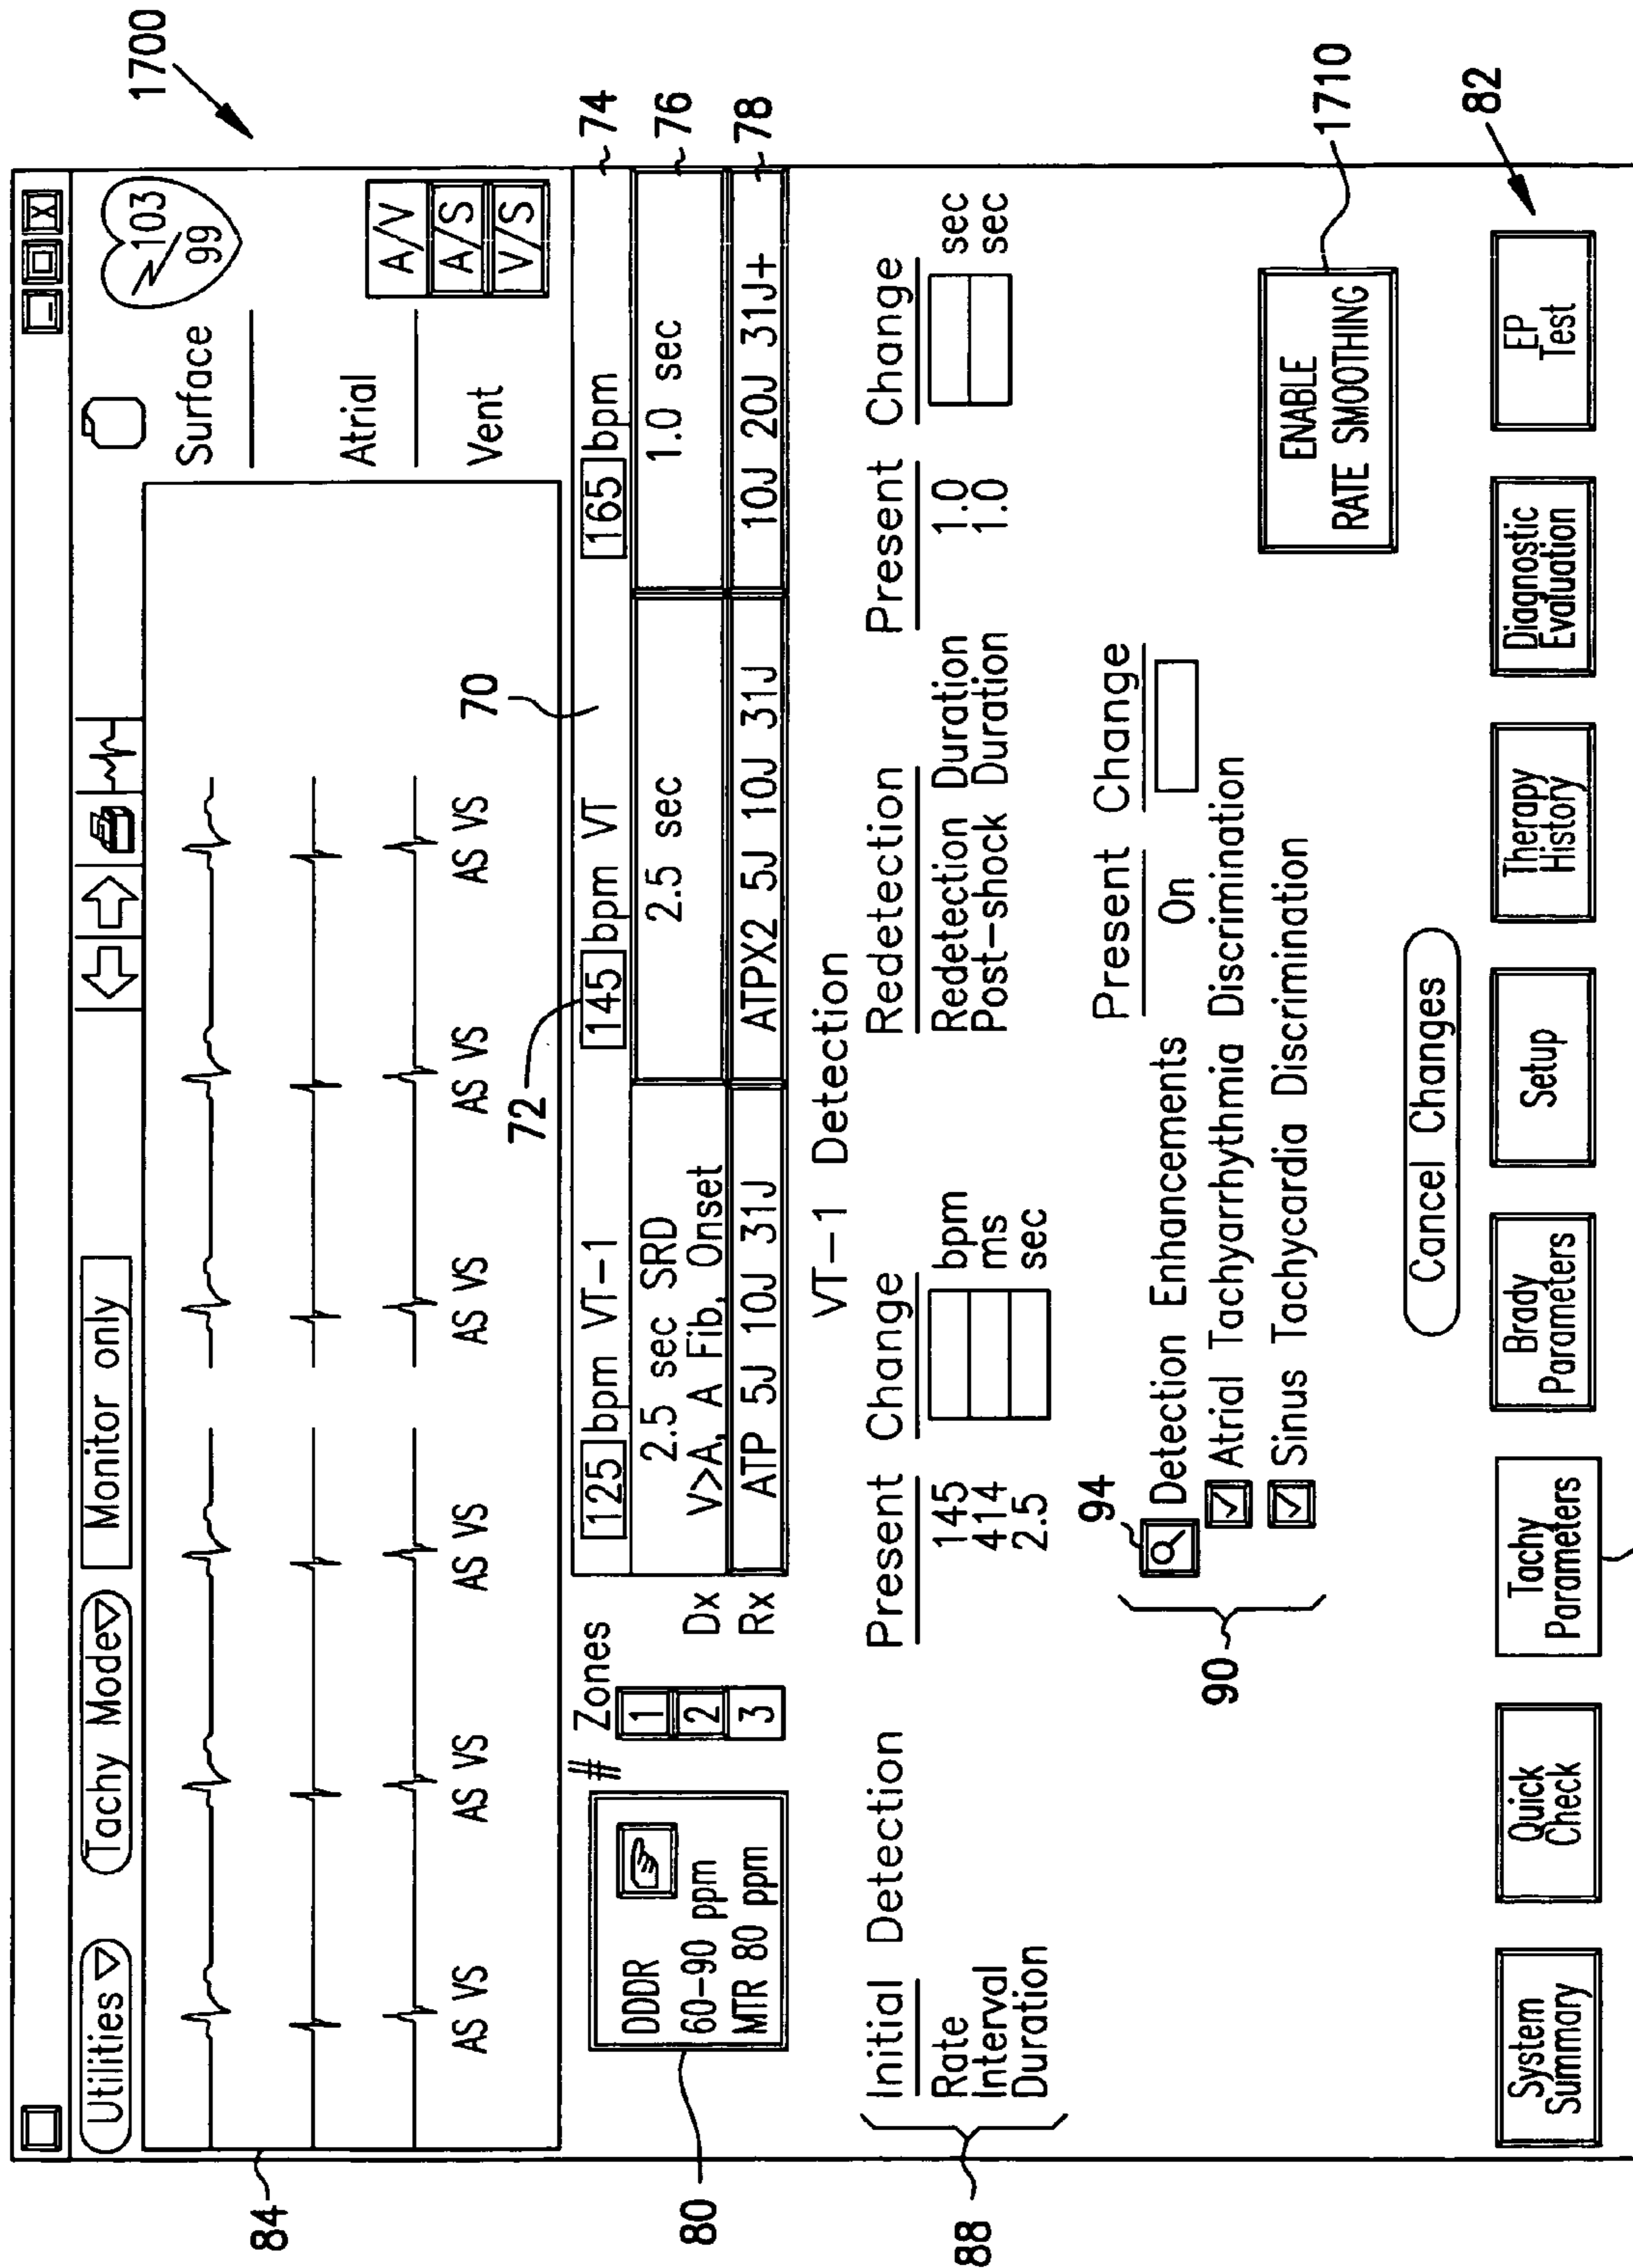 1700
X
Utilities
Tachy Mode
Monitor only
103
99
Surface
Atrial
Vent
A/V
A/S
V/S
AS VS AS VS AS VS AS VS AS VS AS VS
84
70
72
74
76
78
# Zones
1
2
3
Dx
Rx
125 bpm VT-1 145 bpm VT 165 bpm
2.5 sec SRD 2.5 sec 1.0 sec
V>A, A Fib, Onset
ATP 5J 10J 31J ATPX2 5J 10J 31J 10J 20J 31J+
DDDR
60-90 ppm
MTR 80 ppm
80
VT-1 Detection
Initial Detection Present Change Redetection Present Change
Rate 145 bpm Redetection Duration 1.0 sec
Interval 414 ms Post-shock Duration 1.0 sec
Duration 2.5 sec
88
94
Present Change
Detection Enhancements On
Atrial Tachyarrhythmia Discrimination
Sinus Tachycardia Discrimination
90
ENABLE
RATE SMOOTHING
1710
Cancel Changes
82
System
Summary
Quick
Check
Tachy
Parameters
Brady
Parameters
Setup
Therapy
History
Diagnostic
Evaluation
EP
Test